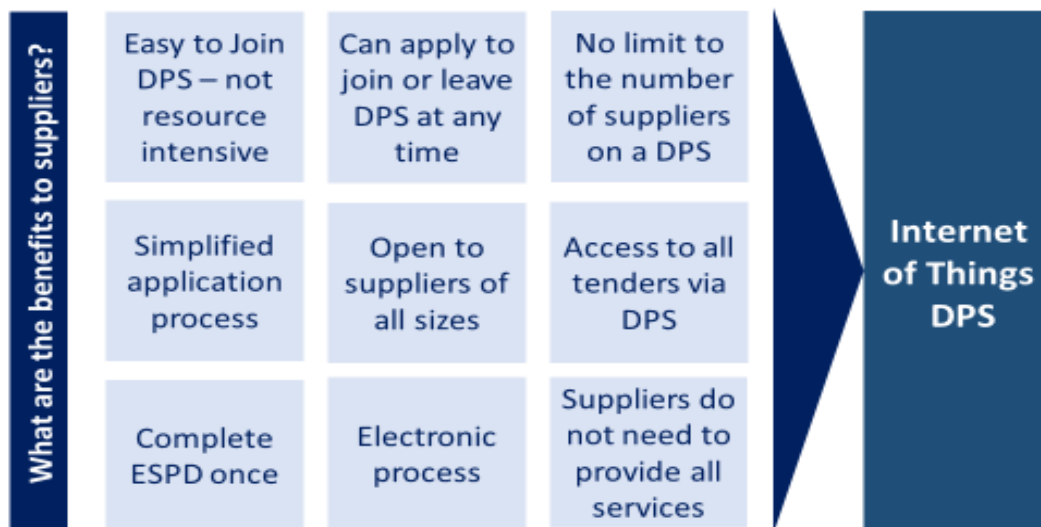 What are the benefits to suppliers?
Easy to Join
DPS – not
resource
intensive
Can apply to
join or leave
DPS at any
time
No limit to
the number
of suppliers
on a DPS
Simplified
application
process
Open to
suppliers of
all sizes
Access to all
tenders via
DPS
Complete
ESPD once
Electronic
process
Suppliers do
not need to
provide all
services
Internet
of Things
DPS